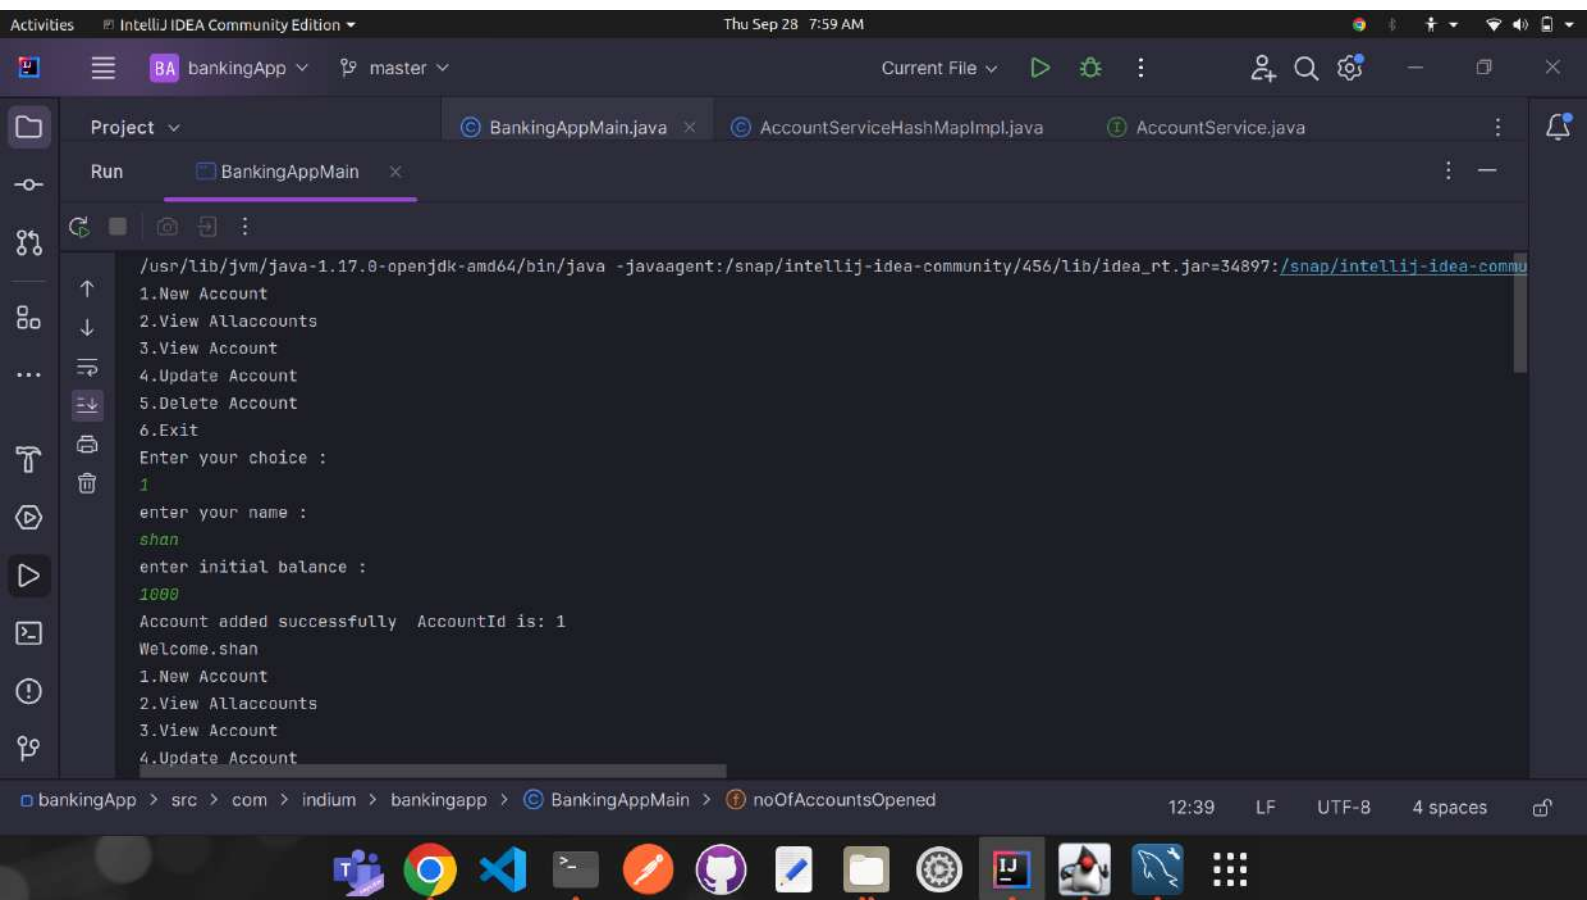 Activities IntelliJ IDEA Community Edition Thu Sep 28 7:59 AM
BA bankingApp master Current File
Project BankingAppMain.java AccountServiceHashMapImpl.java AccountService.java
Run BankingAppMain
/usr/lib/jvm/java-1.17.0-openjdk-amd64/bin/java -javaagent:/snap/intellij-idea-community/456/lib/idea_rt.jar=34897:/snap/intellij-idea-commu
1.New Account
2.View Allaccounts
3.View Account
4.Update Account
5.Delete Account
6.Exit
Enter your choice :
1
enter your name :
shan
enter initial balance :
1000
Account added successfully  AccountId is: 1
Welcome.shan
1.New Account
2.View Allaccounts
3.View Account
4.Update Account
bankingApp > src > com > indium > bankingapp > BankingAppMain > noOfAccountsOpened 12:39 LF UTF-8 4 spaces